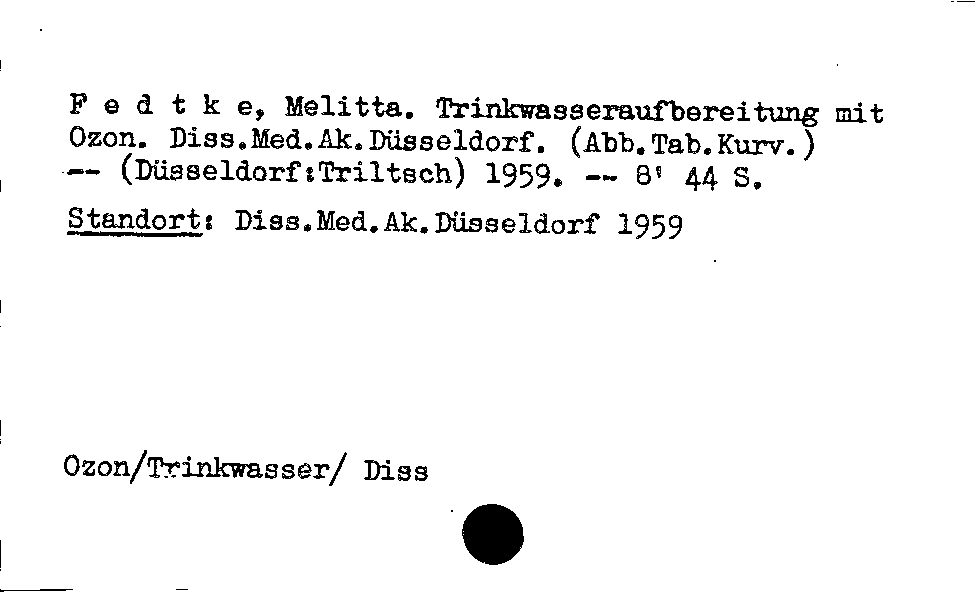 F e d t k e, Melitta. Trinkwasseraufbereitung mit
Ozon. Diss.Med.Ak.Düsseldorf. (Abb.Tab.Kurv.)
-- (Düsseldorf:Triltsch) 1959. -- 8' 44 S.
Standort: Diss.Med.Ak.Düsseldorf 1959
Ozon/Trinkwasser/ Diss